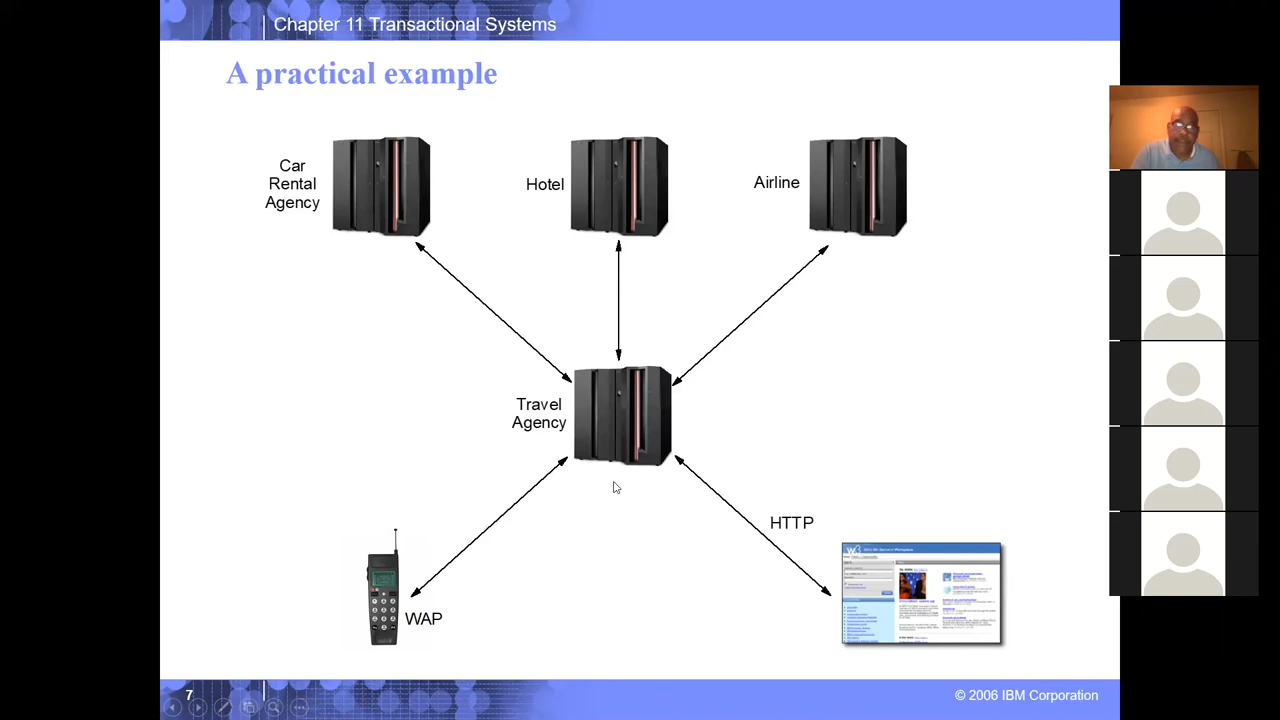 Chapter 11 Transactional Systems
A practical example
Car
Rental
Agency
Hotel
Airline
Travel
Agency
HTTP
WAP
7
© 2006 IBM Corporation